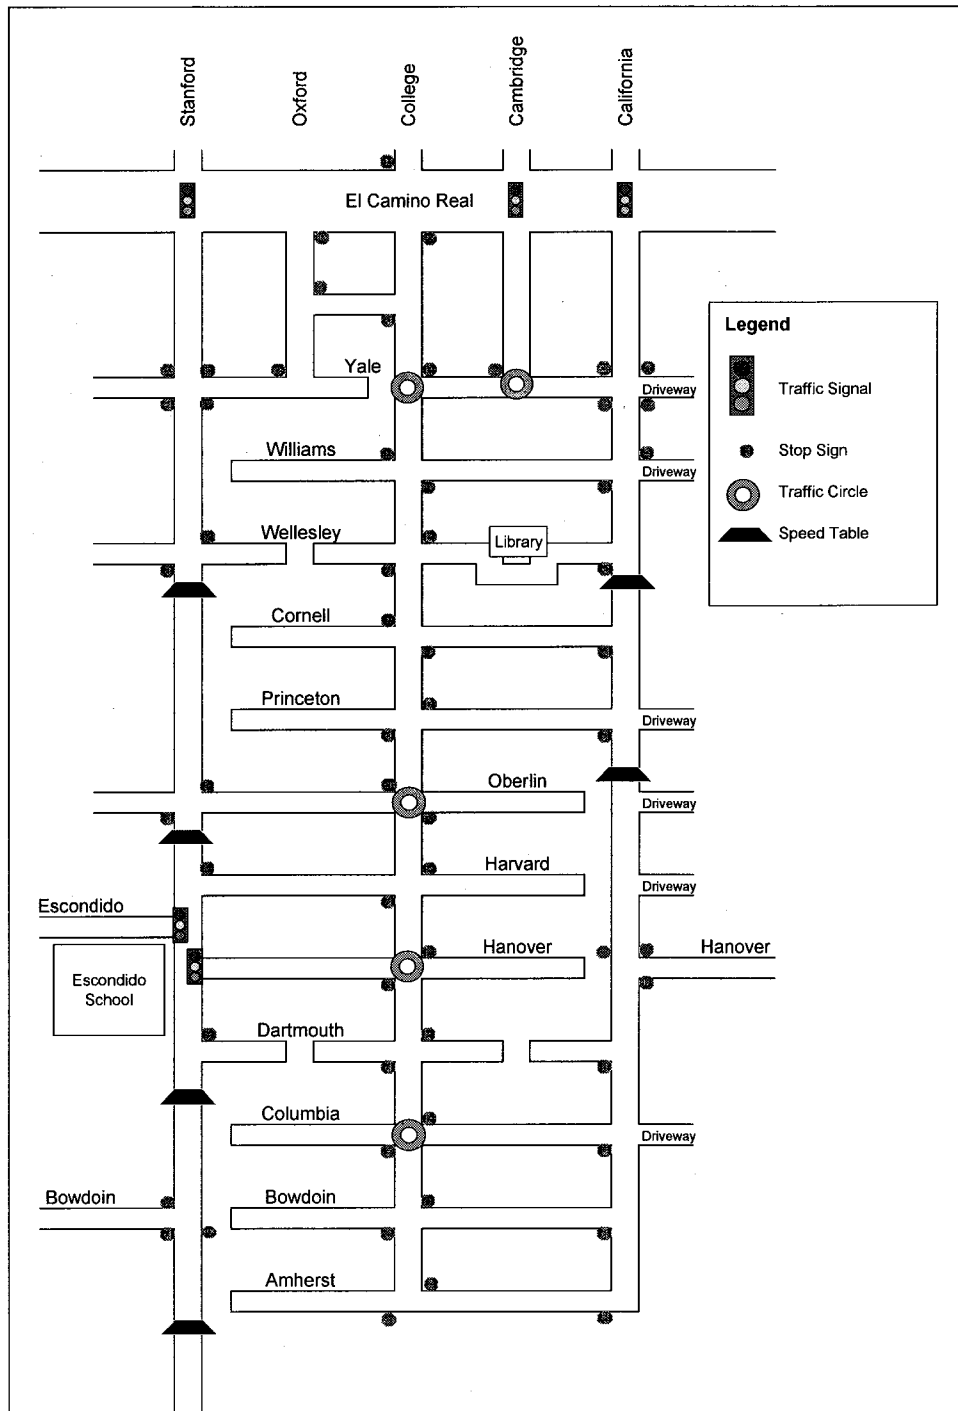 Stanford
Oxford
College
Cambridge
California
El Camino Real
Legend
Yale
Driveway
Traffic Signal
Williams
Stop Sign
Driveway
Traffic Circle
Wellesley
Library
Speed Table
Cornell
Princeton
Driveway
Oberlin
Driveway
Harvard
Driveway
Escondido
Hanover
Hanover
Escondido
School
Dartmouth
Columbia
Driveway
Bowdoin
Bowdoin
Amherst